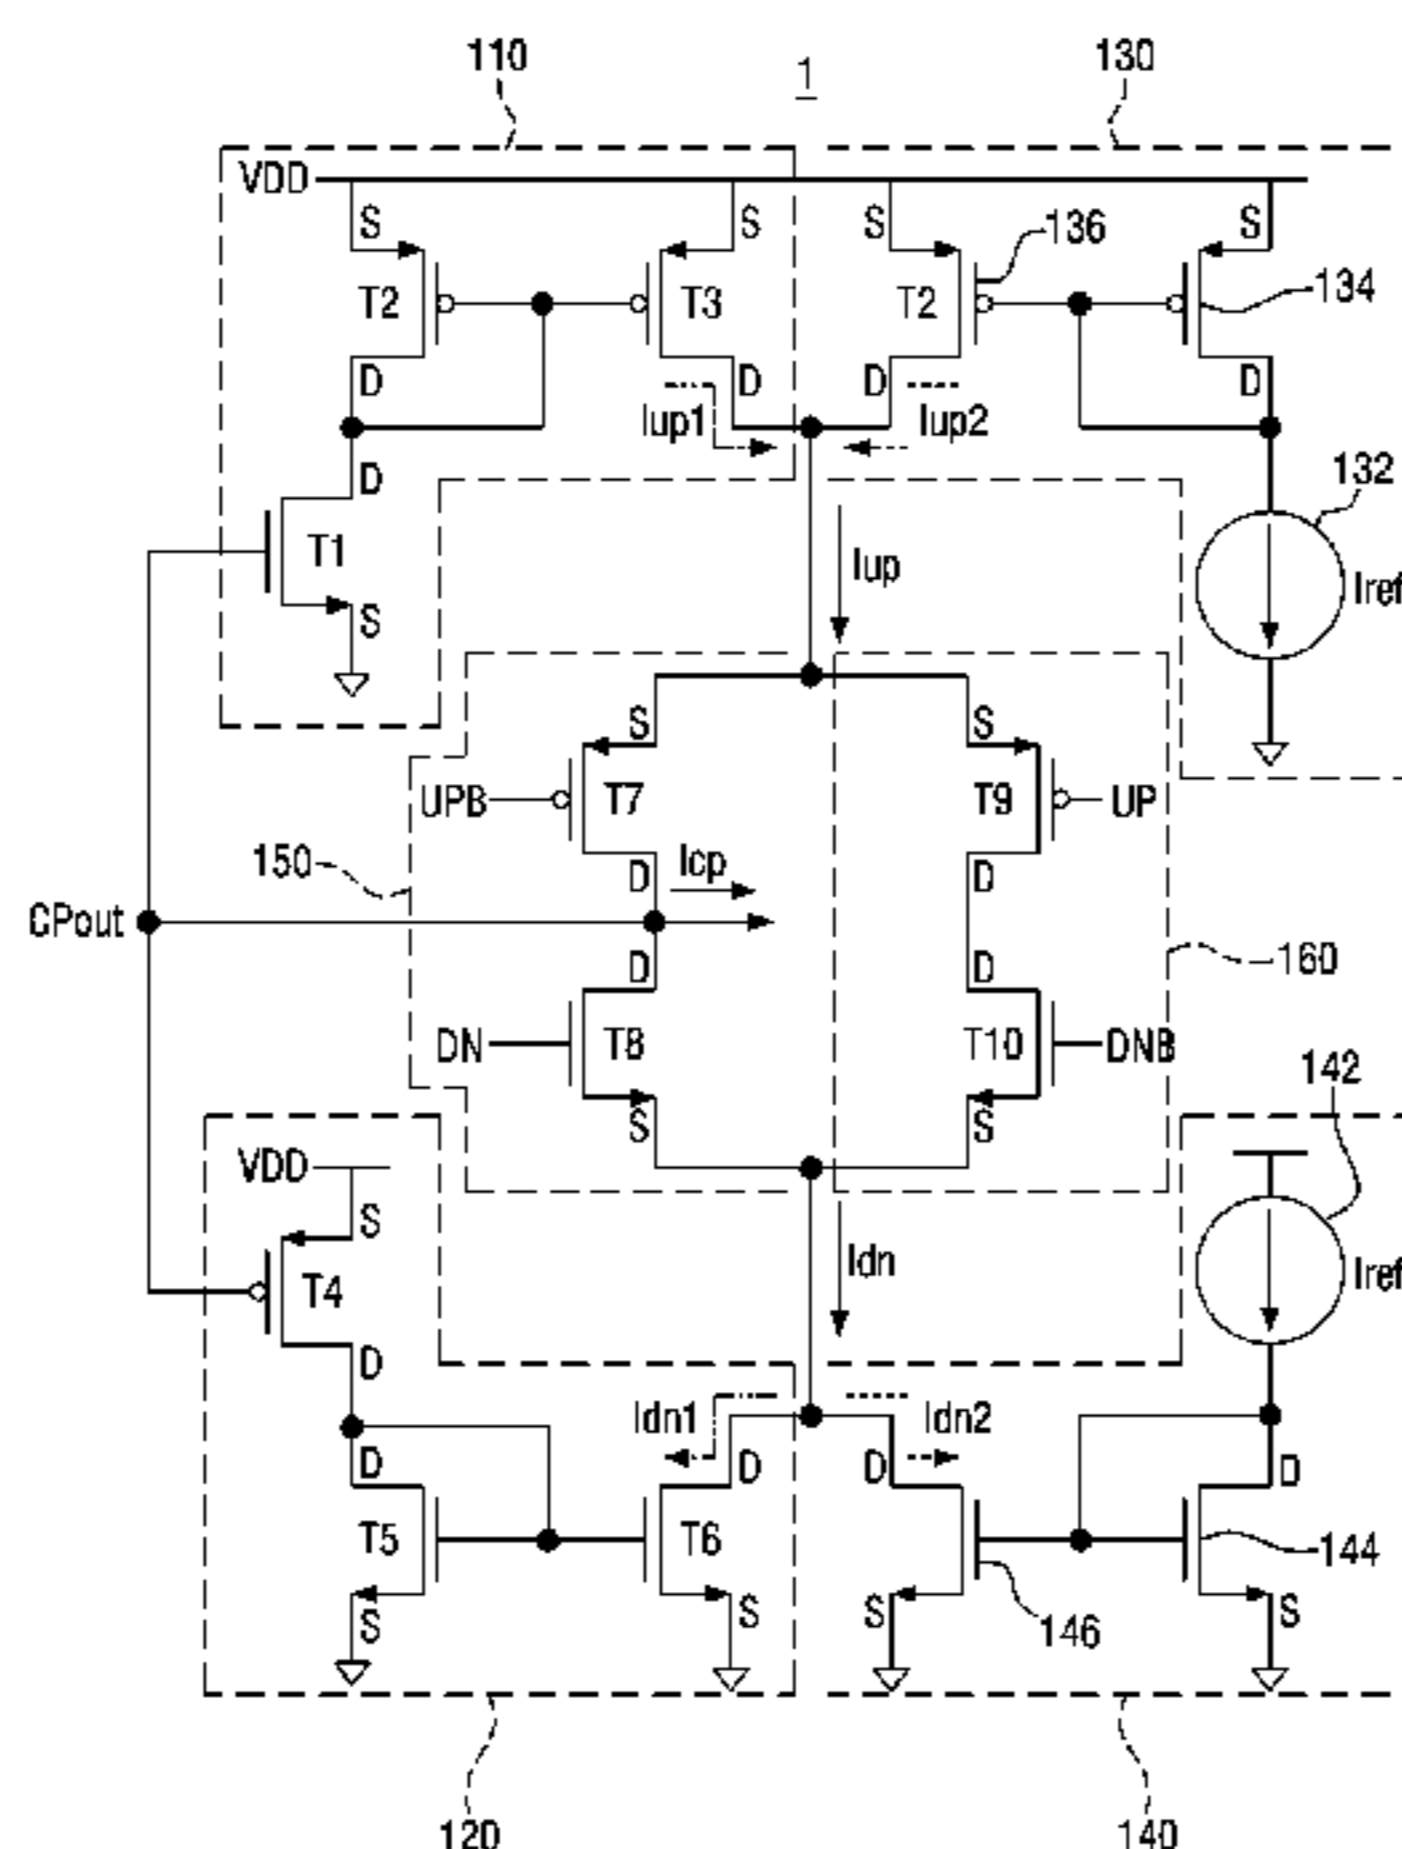 110
1
130
VDD
S
S
S
S
136
T2
T3
T2
134
D
D
D
D
Iup1
Iup2
D
132
T1
Iup
Iref
S
S
S
UPB
T7
T9
UP
150
D
Icp
D
CPout
D
D
160
DN
T8
T10
DNB
142
S
S
VDD
S
Idn
Iref
T4
D
Idn1
Idn2
D
D
D
D
T5
T6
144
S
S
S
146
S
120
140